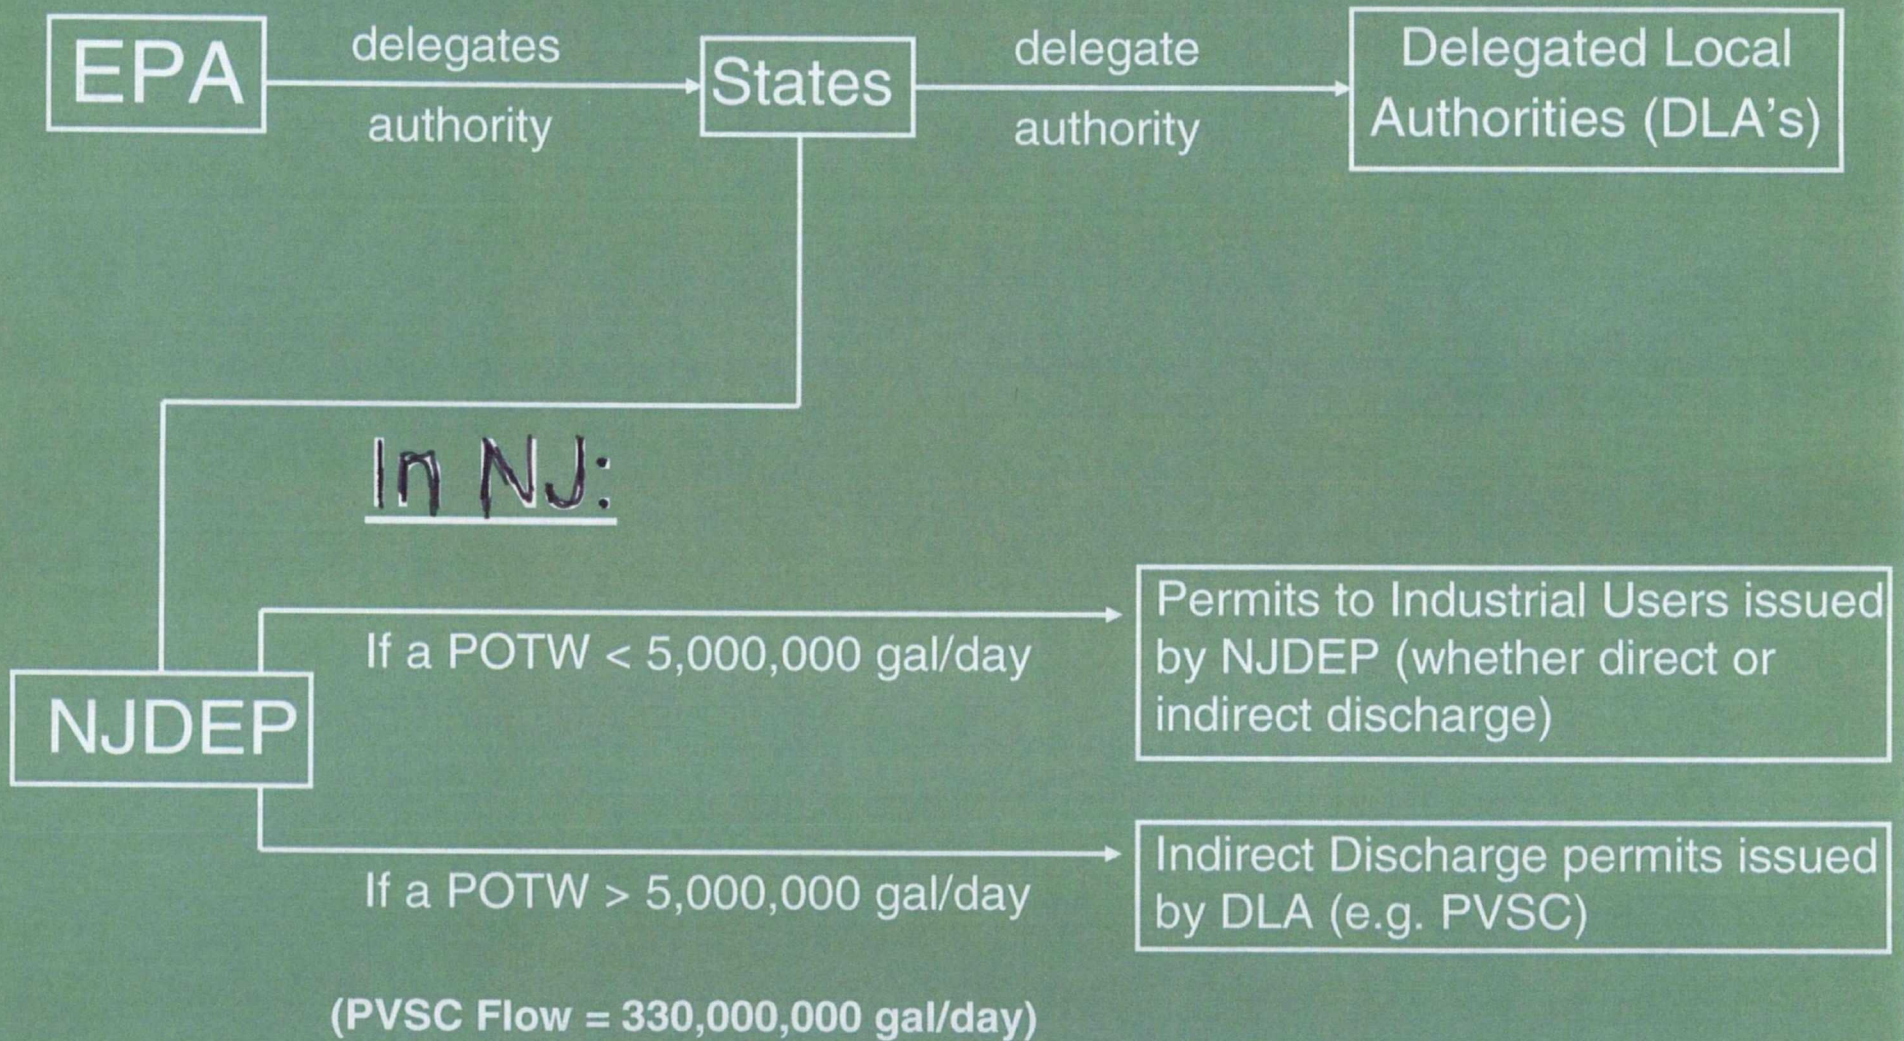 EPA
delegates
authority
States
delegate
authority
Delegated Local
Authorities (DLA's)
In NJ:
If a POTW < 5,000,000 gal/day
Permits to Industrial Users issued
by NJDEP (whether direct or
indirect discharge)
NJDEP
If a POTW > 5,000,000 gal/day
Indirect Discharge permits issued
by DLA (e.g. PVSC)
(PVSC Flow = 330,000,000 gal/day)